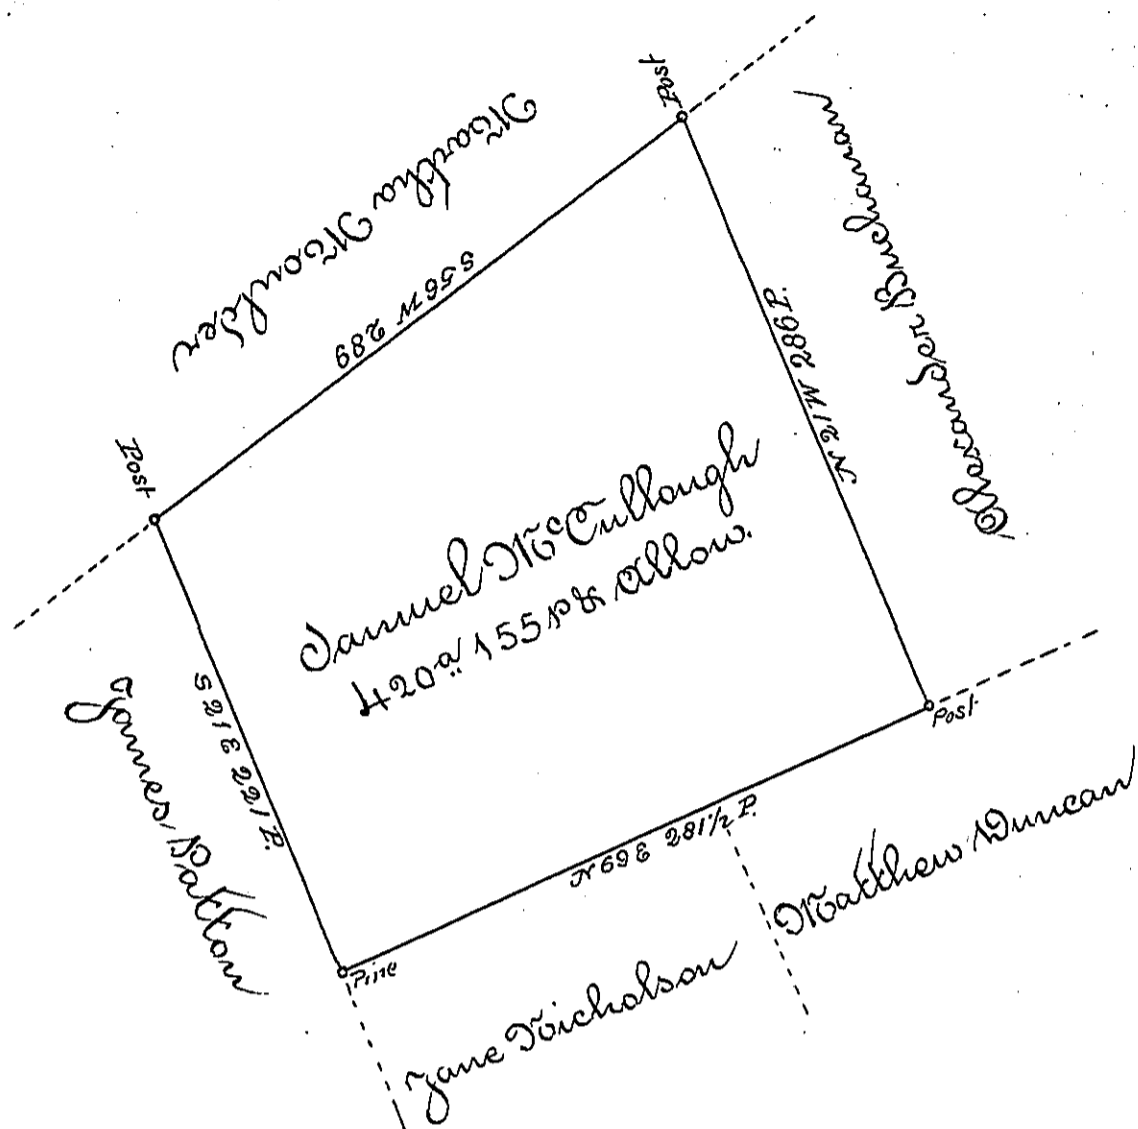 Post
Martha Moulder
S 56 W 289
Post
Alexander Buchanan
N 21 W 286 P.
Samuel McCullough
420 a. 155 p & Allow.
James Patton
S 21 E 221 P.
Post
N 69 E 281 1/2 P.
Pine
Matthew Duncan
Jane Nicholson